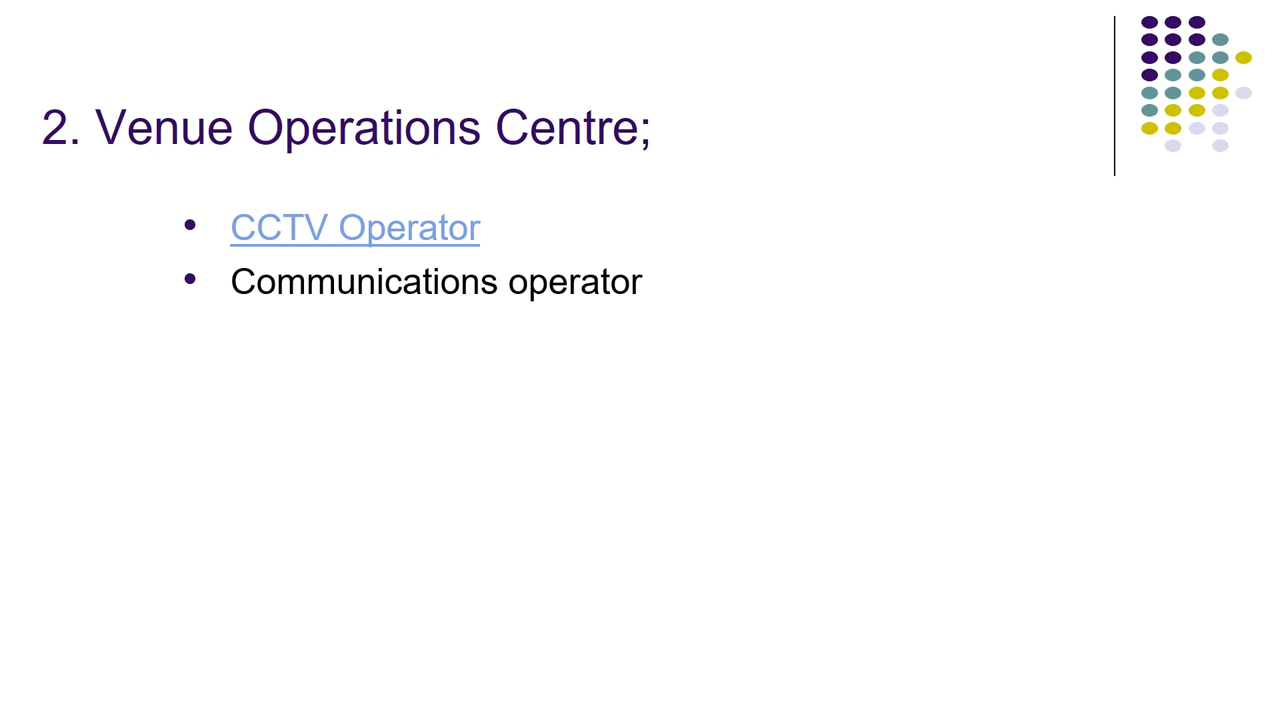 2. Venue Operations Centre;
• CCTV Operator
• Communications operator